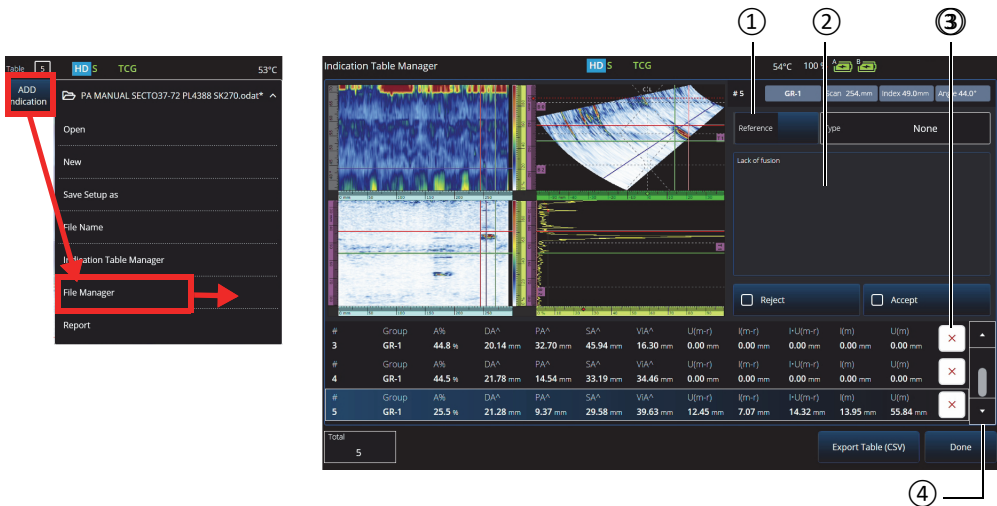 ① ② ③
Table 5 HD S TCG 53°C
ADD
Indication
PA MANUAL SECTO37-72 PL4388 SK270.odat*
Open
New
Save Setup as
File Name
Indication Table Manager
File Manager
Report
Indication Table Manager HD S TCG 54°C 100 % A B
# 5 GR-1 Scan 254.mm Index 49.0mm Angle 44.0°
Reference Type None
Lack of fusion
Reject Accept
# Group A% DA^ PA^ SA^ ViA^ U(m-r) I(m-r) I•U(m-r) I(m) U(m)
3 GR-1 44.8 % 20.14 mm 32.70 mm 45.94 mm 16.30 mm 0.00 mm 0.00 mm 0.00 mm 0.00 mm 0.00 mm
# Group A% DA^ PA^ SA^ ViA^ U(m-r) I(m-r) I•U(m-r) I(m) U(m)
4 GR-1 44.5 % 21.78 mm 14.54 mm 33.19 mm 34.46 mm 0.00 mm 0.00 mm 0.00 mm 0.00 mm 0.00 mm
# Group A% DA^ PA^ SA^ ViA^ U(m-r) I(m-r) I•U(m-r) I(m) U(m)
5 GR-1 25.5 % 21.28 mm 9.37 mm 29.58 mm 39.63 mm 12.45 mm 7.07 mm 14.32 mm 13.95 mm 55.84 mm
Total
5
Export Table (CSV) Done
④